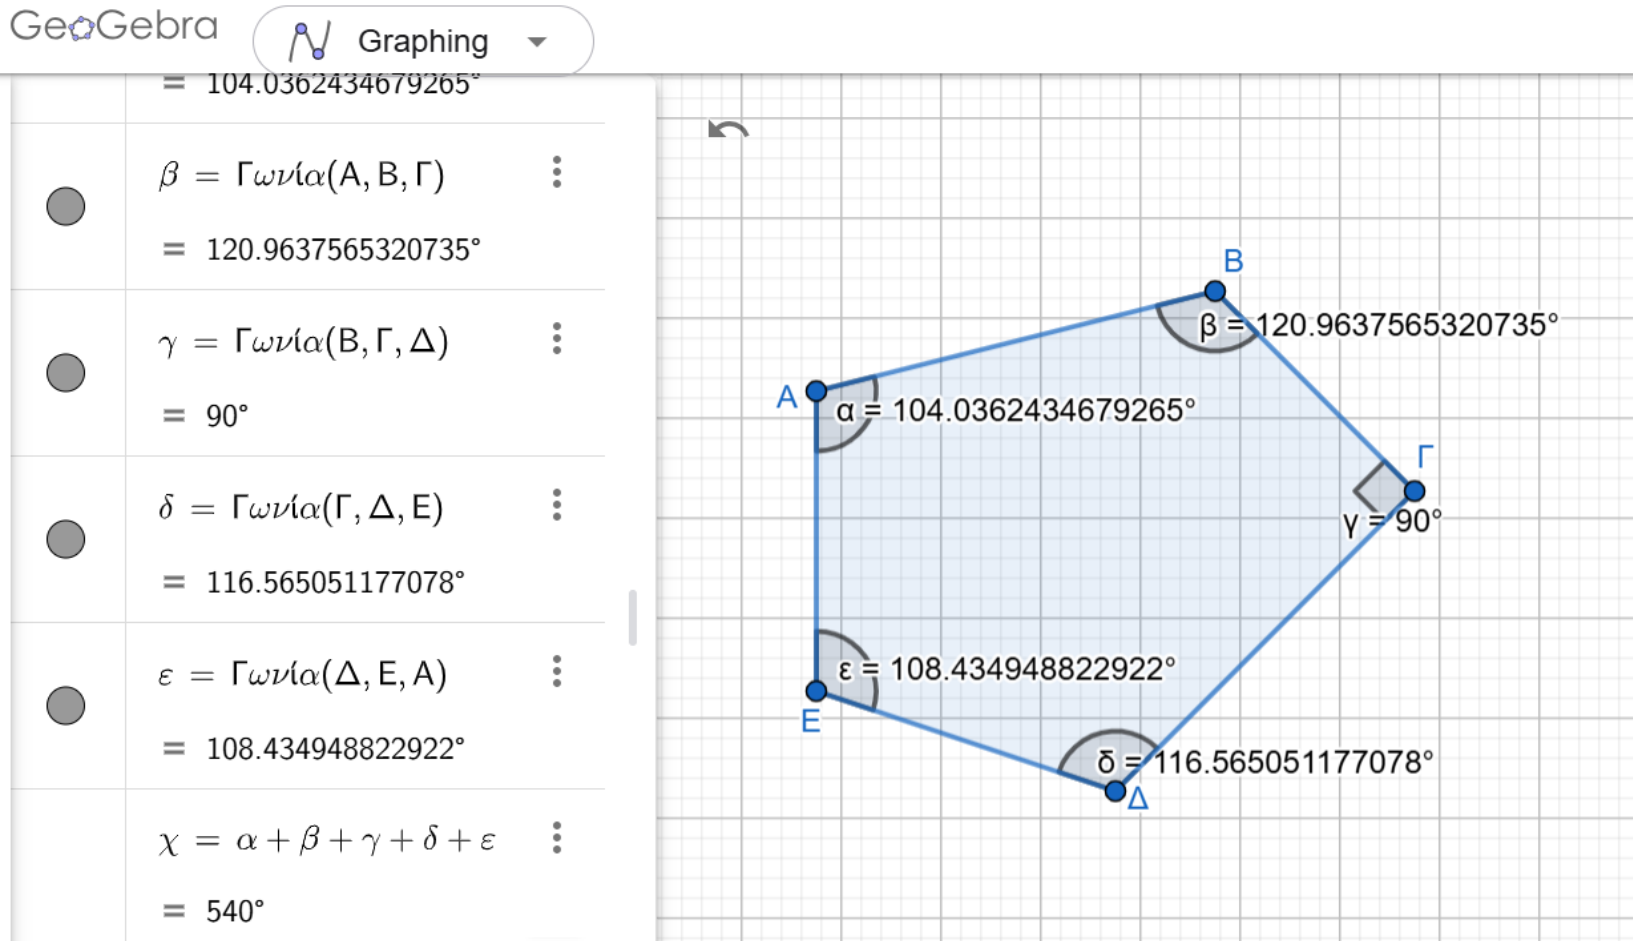 GeoGebra
Graphing
= 104.0362434679265°
β = Γωνία(Α, Β, Γ)
= 120.9637565320735°
γ = Γωνία(Β, Γ, Δ)
= 90°
δ = Γωνία(Γ, Δ, Ε)
= 116.565051177078°
ε = Γωνία(Δ, Ε, Α)
= 108.434948822922°
χ = α + β + γ + δ + ε
= 540°
Β
β = 120.9637565320735°
Α
α = 104.0362434679265°
Γ
γ = 90°
ε = 108.434948822922°
Ε
δ = 116.565051177078°
Δ